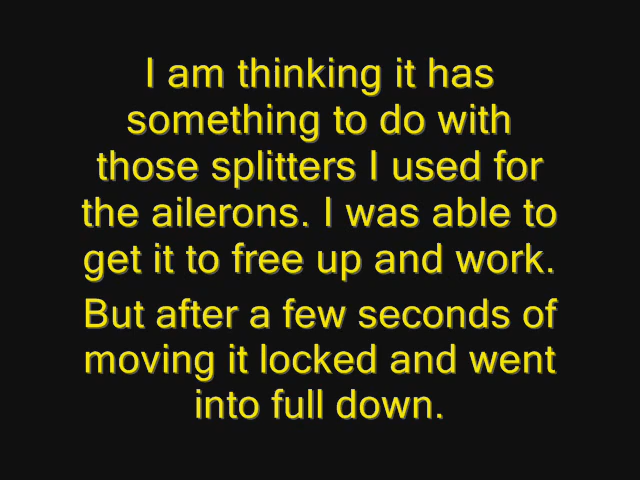 I am thinking it has
something to do with
those splitters I used for
the ailerons. I was able to
get it to free up and work.
But after a few seconds of
moving it locked and went
into full down.